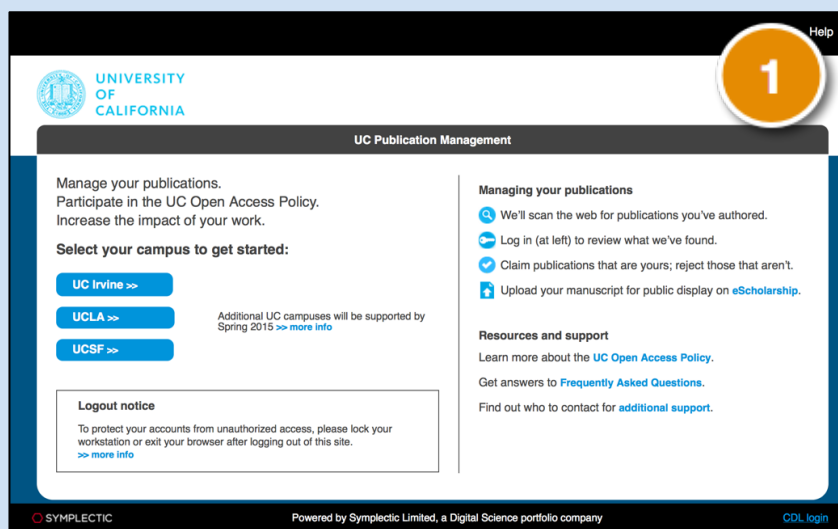 Help
1
UNIVERSITY
OF
CALIFORNIA
UC Publication Management
Manage your publications.
Participate in the UC Open Access Policy.
Increase the impact of your work.
Select your campus to get started:
UC Irvine >>
UCLA >>
UCSF >>
Additional UC campuses will be supported by
Spring 2015 >> more info
Logout notice
To protect your accounts from unauthorized access, please lock your
workstation or exit your browser after logging out of this site.
>> more info
Managing your publications
We'll scan the web for publications you've authored.
Log in (at left) to review what we've found.
Claim publications that are yours; reject those that aren't.
Upload your manuscript for public display on eScholarship.
Resources and support
Learn more about the UC Open Access Policy.
Get answers to Frequently Asked Questions.
Find out who to contact for additional support.
SYMPLECTIC
Powered by Symplectic Limited, a Digital Science portfolio company
CDL login